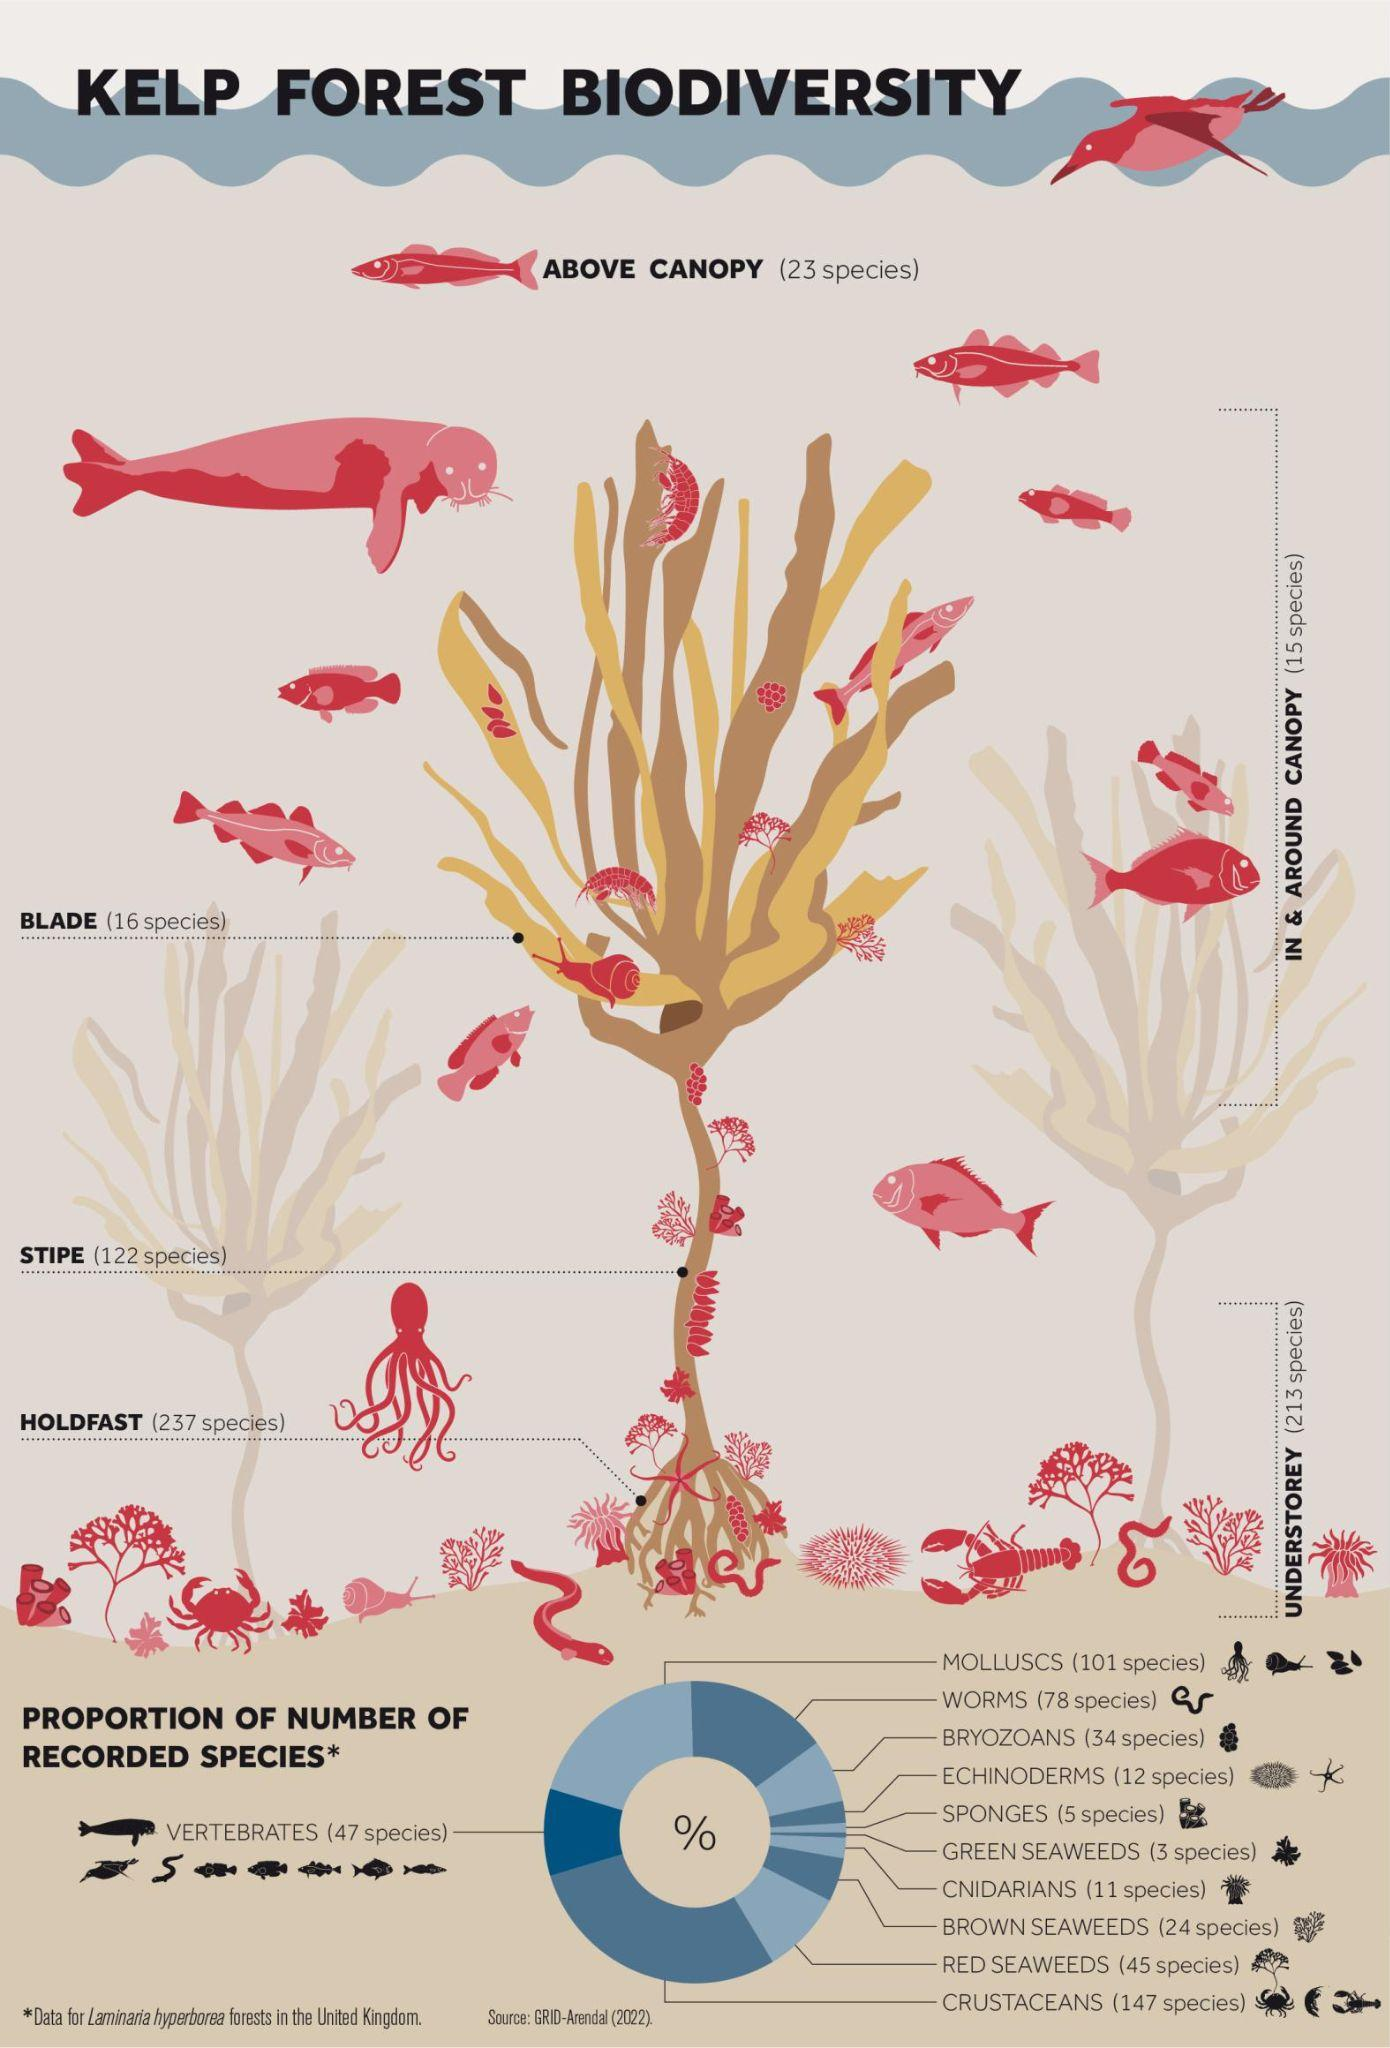 KELP FOREST BIODIVERSITY
ABOVE CANOPY (23 species)
IN & AROUND CANOPY (15 species)
BLADE (16 species)
STIPE (122 species)
HOLDFAST (237 species)
UNDERSTOREY (213 species)
PROPORTION OF NUMBER OF
RECORDED SPECIES*
VERTEBRATES (47 species)
%
MOLLUSCS (101 species)
WORMS (78 species)
BRYOZOANS (34 species)
ECHINODERMS (12 species)
SPONGES (5 species)
GREEN SEAWEEDS (3 species)
CNIDARIANS (11 species)
BROWN SEAWEEDS (24 species)
RED SEAWEEDS (45 species)
CRUSTACEANS (147 species)
*Data for Laminaria hyperborea forests in the United Kingdom.
Source: GRID-Arendal (2022).